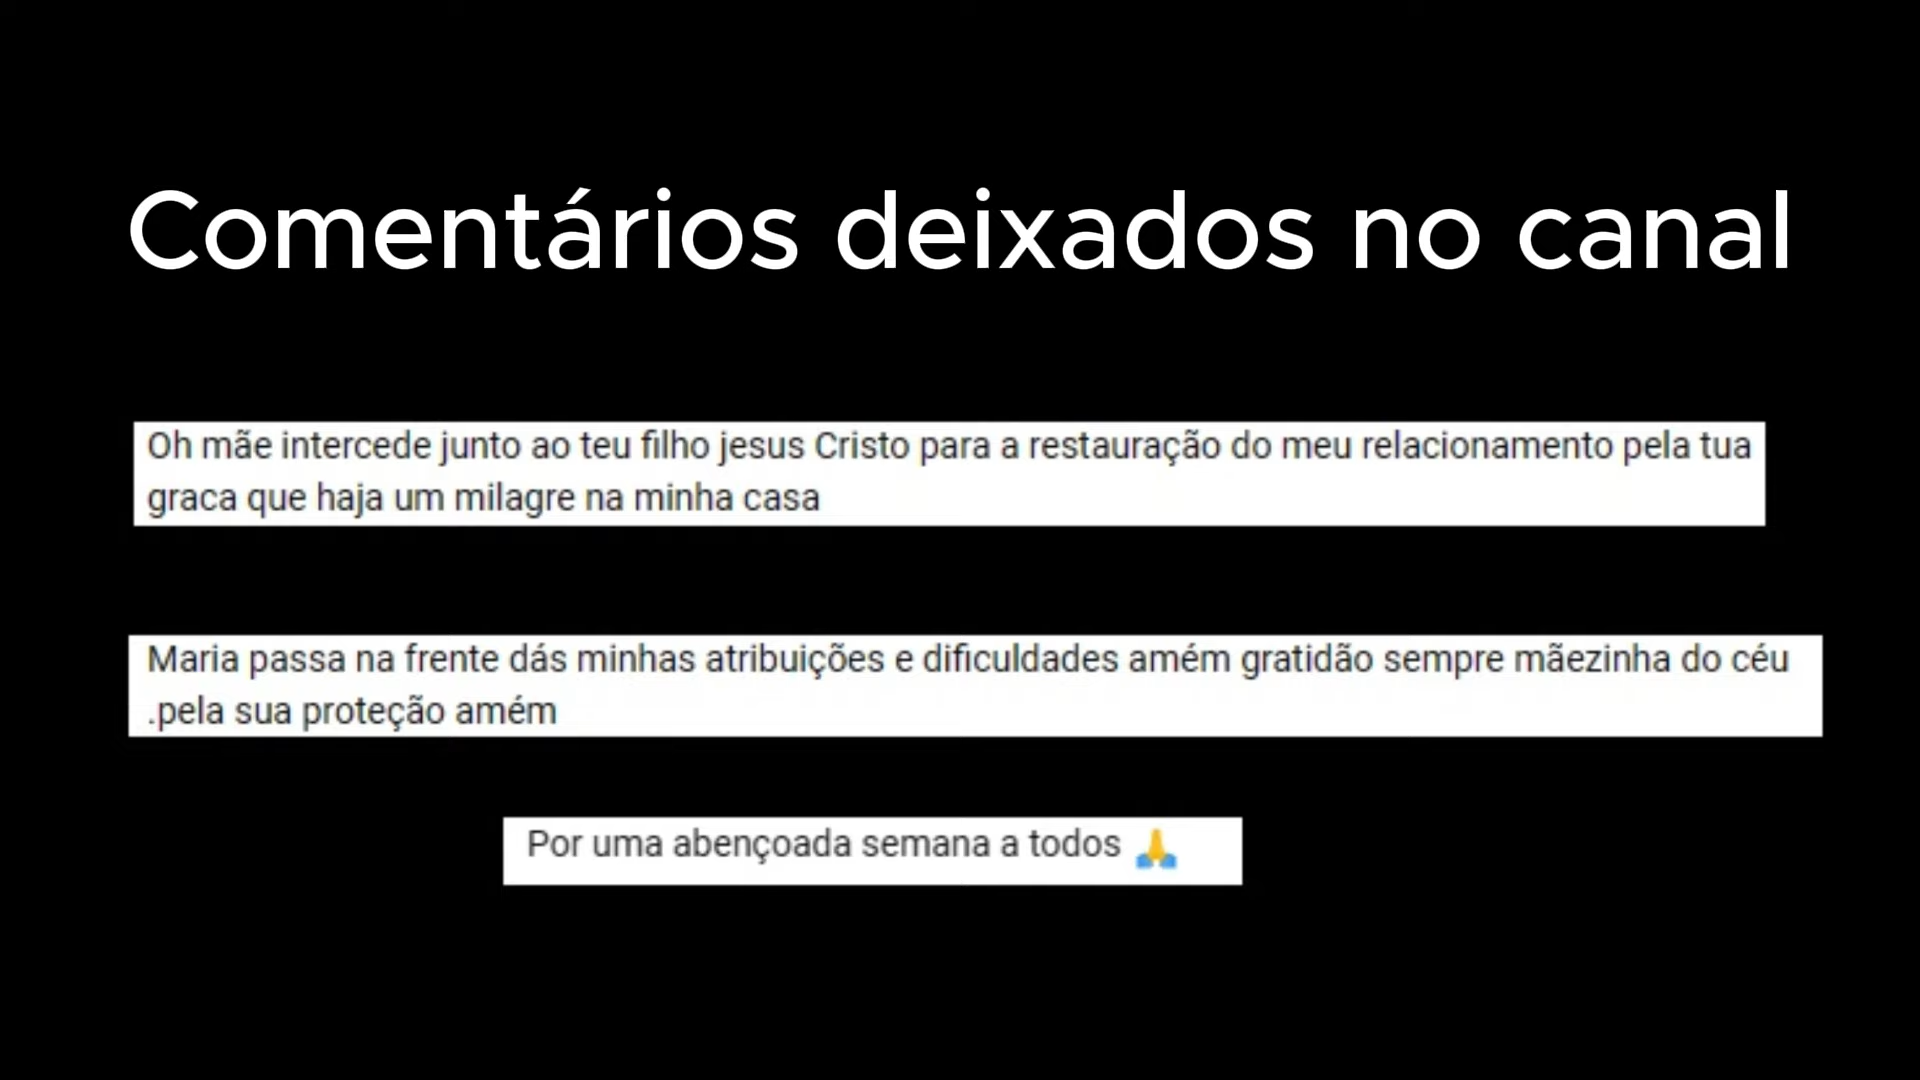 Comentários deixados no canal
Oh mãe intercede junto ao teu filho jesus Cristo para a restauração do meu relacionamento pela tua
graca que haja um milagre na minha casa
Maria passa na frente dás minhas atribuições e dificuldades amém gratidão sempre mãezinha do céu
.pela sua proteção amém
Por uma abençoada semana a todos 🙏